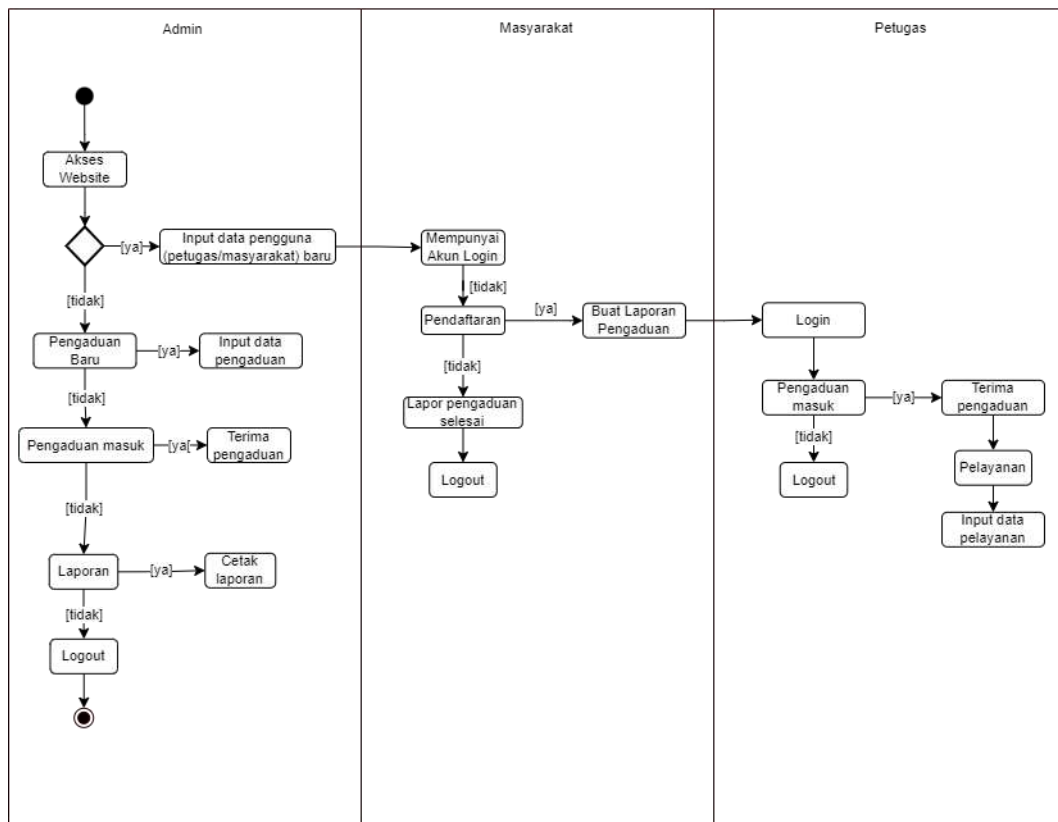 Admin
Masyarakat
Petugas
Akses
Website
[ya]
Input data pengguna
(petugas/masyarakat) baru
[tidak]
Pengaduan
Baru
[ya]
Input data
pengaduan
[tidak]
Pengaduan masuk
[ya[
Terima
pengaduan
[tidak]
Laporan
[ya]
Cetak
laporan
[tidak]
Logout
Mempunyai
Akun Login
[tidak]
Pendaftaran
[ya]
Buat Laporan
Pengaduan
[tidak]
Lapor pengaduan
selesai
Logout
Login
Pengaduan
masuk
[ya]
Terima
pengaduan
[tidak]
Logout
Pelayanan
Input data
pelayanan